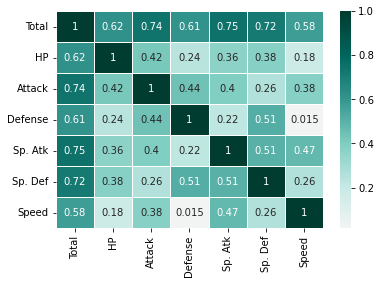 Total 1 0.62 0.74 0.61 0.75 0.72 0.58 1.0
HP 0.62 1 0.42 0.24 0.36 0.38 0.18 0.8
Attack 0.74 0.42 1 0.44 0.4 0.26 0.38
Defense 0.61 0.24 0.44 1 0.22 0.51 0.015 0.6
Sp. Atk 0.75 0.36 0.4 0.22 1 0.51 0.47 0.4
Sp. Def 0.72 0.38 0.26 0.51 0.51 1 0.26
Speed 0.58 0.18 0.38 0.015 0.47 0.26 1 0.2
Total HP Attack Defense Sp. Atk Sp. Def Speed